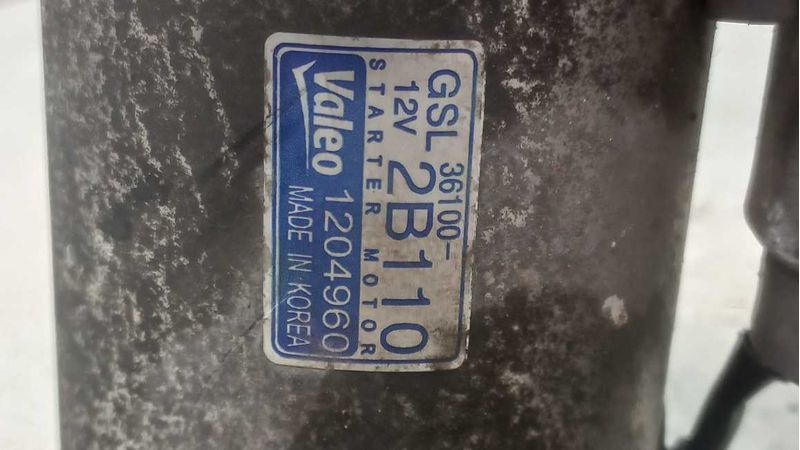 GSL 36100-
12V 2B110
STARTER MOTOR
Valeo 1204960
MADE IN KOREA